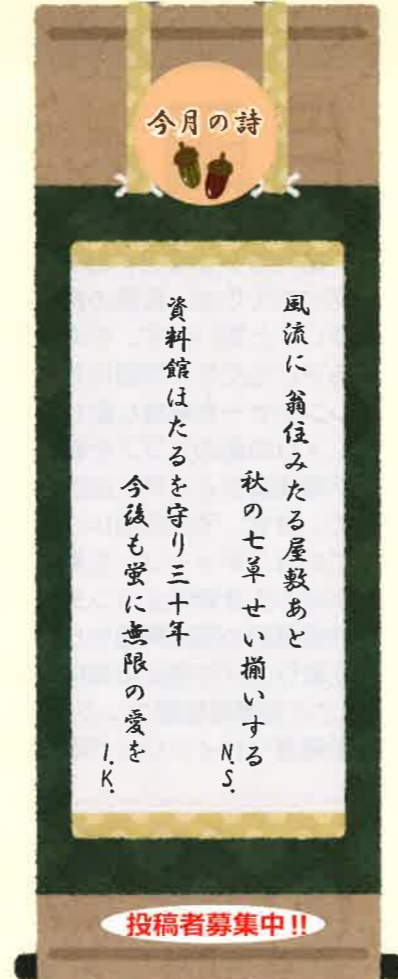 今月の詩
風流に 翁住みたる屋敷あと
秋の七草せい揃いする
N.S.
資料館ほたるを守り三十年
今後も蛍に無限の愛を
I.K.
投稿者募集中!!